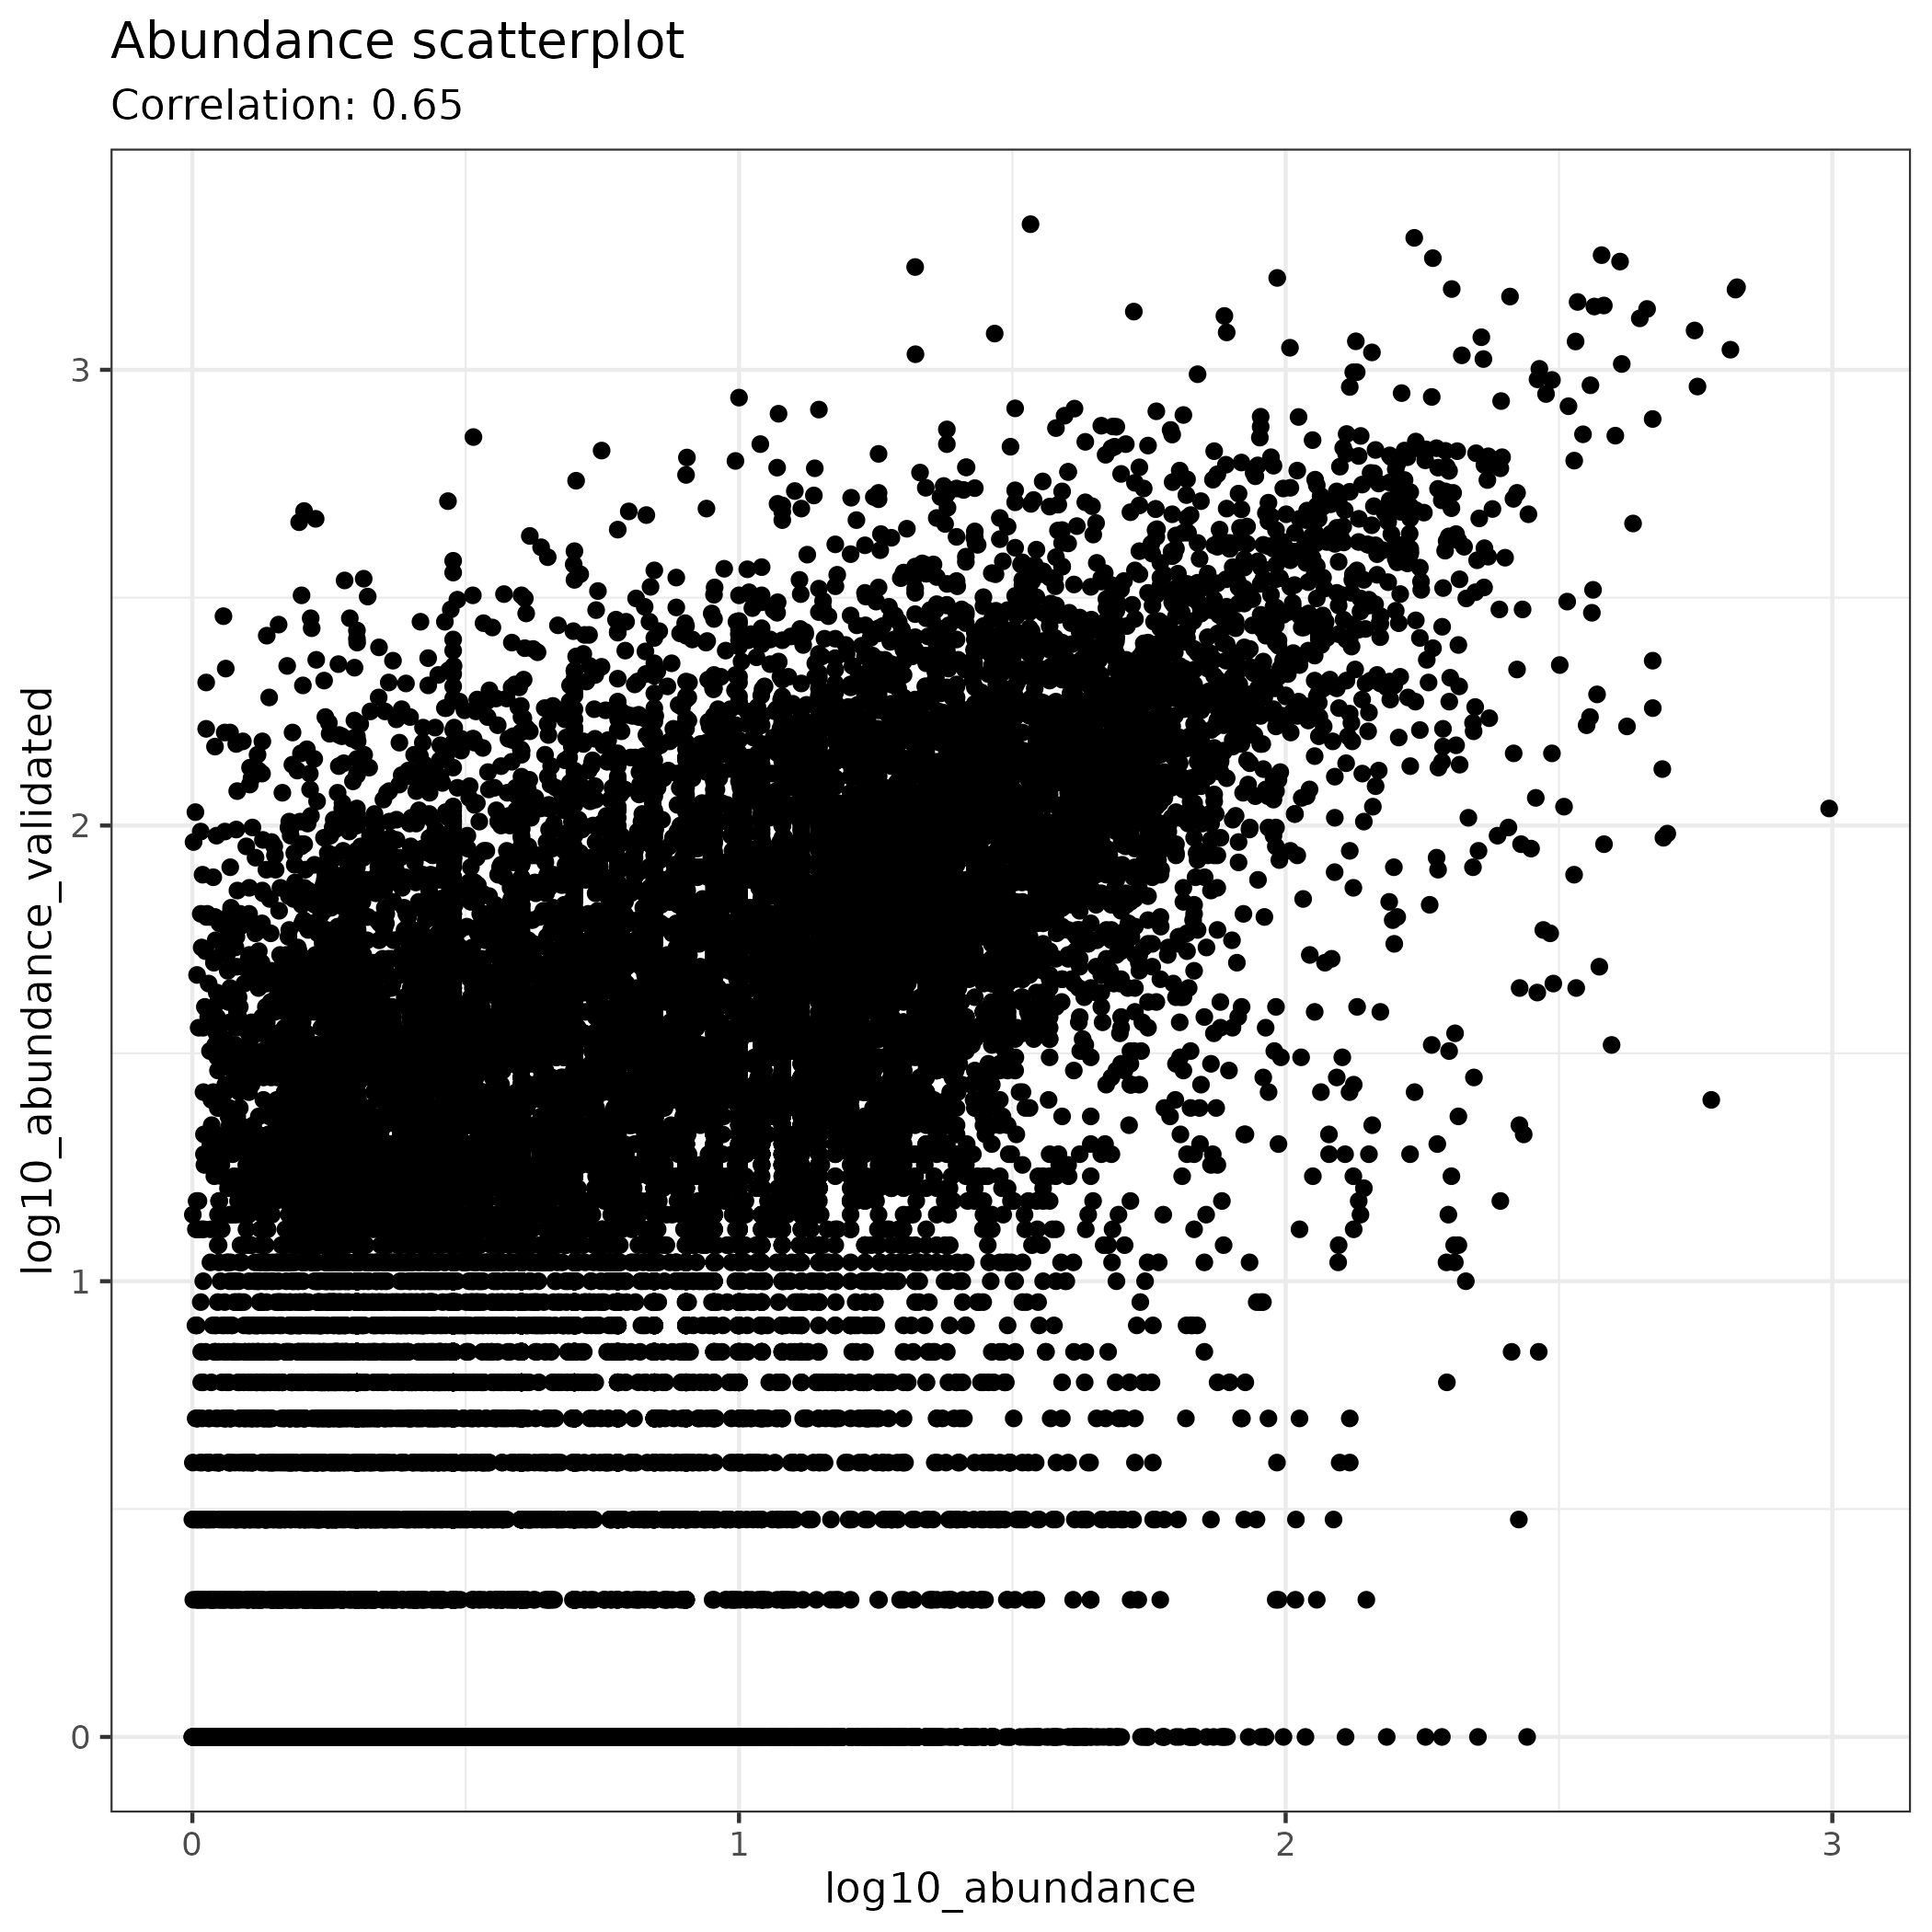 Abundance scatterplot
Correlation: 0.65
3
2
1
0
log10_abundance_validated
0 1 2 3
log10_abundance